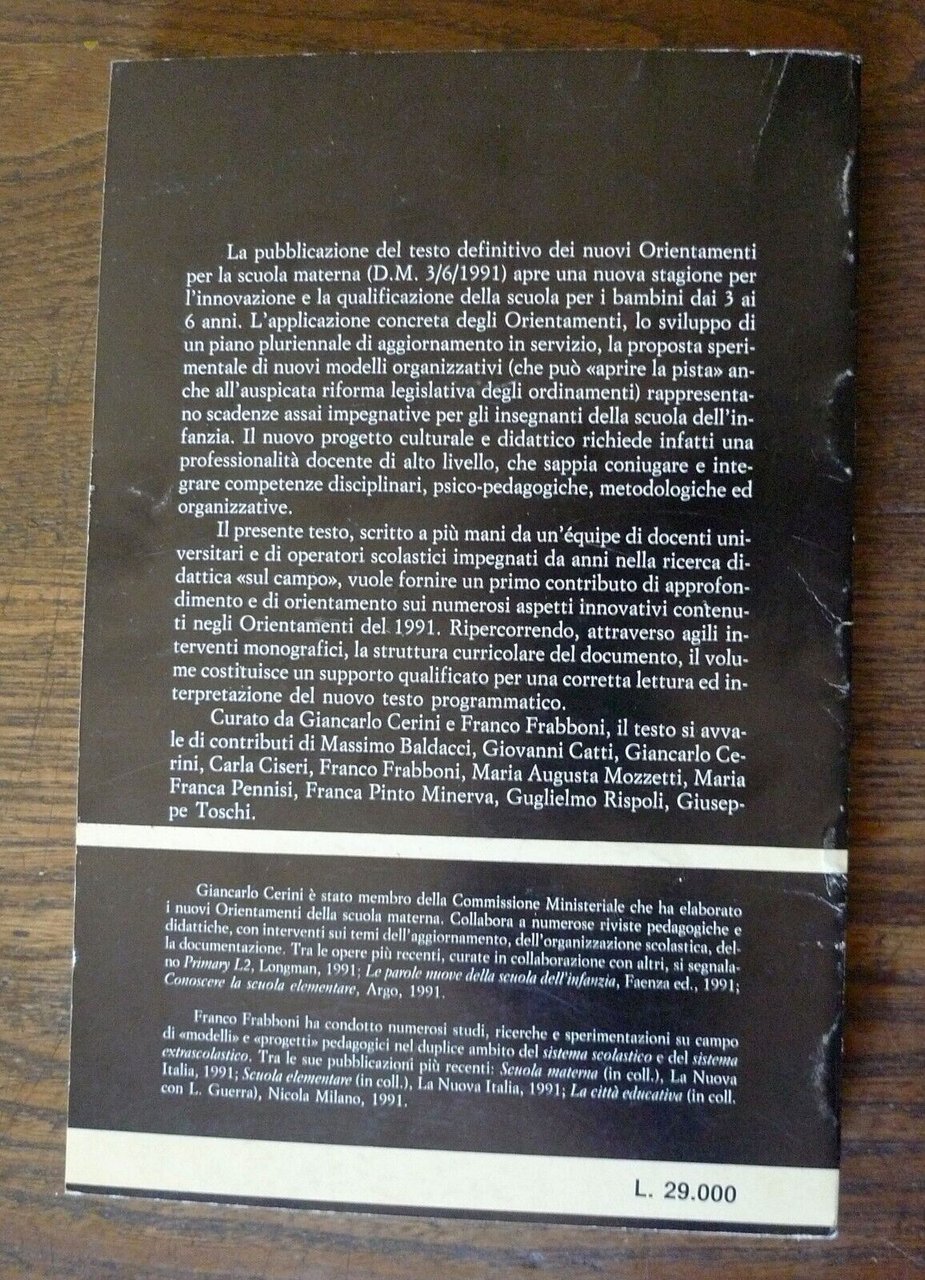 La pubblicazione del testo definitivo dei nuovi Orientamenti
per la scuola materna (D.M. 3/6/1991) apre una nuova stagione per
l'innovazione e la qualificazione della scuola per i bambini dai 3 ai
6 anni. L'applicazione concreta degli Orientamenti, lo sviluppo di
un piano pluriennale di aggiornamento in servizio, la proposta speri-
mentale di nuovi modelli organizzativi (che può «aprire la pista» an-
che all'auspicata riforma legislativa degli ordinamenti) rappresenta-
no scadenze assai impegnative per gli insegnanti della scuola dell'in-
fanzia. Il nuovo progetto culturale e didattico richiede infatti una
professionalità docente di alto livello, che sappia coniugare e inte-
grare competenze disciplinari, psico-pedagogiche, metodologiche ed
organizzative.
Il presente testo, scritto a più mani da un'équipe di docenti uni-
versitari e di operatori scolastici impegnati da anni nella ricerca di-
dattica «sul campo», vuole fornire un primo contributo di approfon-
dimento e di orientamento sui numerosi aspetti innovativi contenu-
ti negli Orientamenti del 1991. Ripercorrendo, attraverso agili in-
terventi monografici, la struttura curricolare del documento, il volu-
me costituisce un supporto qualificato per una corretta lettura ed in-
terpretazione del nuovo testo programmatico.
Curato da Giancarlo Cerini e Franco Frabboni, il testo si avva-
le di contributi di Massimo Baldacci, Giovanni Catti, Giancarlo Ce-
rini, Carla Ciseri, Franco Frabboni, Maria Augusta Mozzetti, Maria
Franca Pennisi, Franca Pinto Minerva, Guglielmo Rispoli, Giusep-
pe Toschi.
Giancarlo Cerini è stato membro della Commissione Ministeriale che ha elaborato
i nuovi Orientamenti della scuola materna. Collabora a numerose riviste pedagogiche e
didattiche, con interventi sui temi dell'aggiornamento, dell'organizzazione scolastica, del-
la documentazione. Tra le opere più recenti, curate in collaborazione con altri, si segnala-
no Primary L2, Longman, 1991; Le parole nuove della scuola dell'infanzia, Faenza ed., 1991;
Conoscere la scuola elementare, Argo, 1991.
Franco Frabboni ha condotto numerosi studi, ricerche e sperimentazioni su campo
di «modelli» e «progetti» pedagogici nel duplice ambito del sistema scolastico e del sistema
extrascolastico. Tra le sue pubblicazioni più recenti: Scuola materna (in coll.), La Nuova
Italia, 1991; Scuola elementare (in coll.), La Nuova Italia, 1991; La città educativa (in coll.
con L. Guerra), Nicola Milano, 1991.
L. 29.000